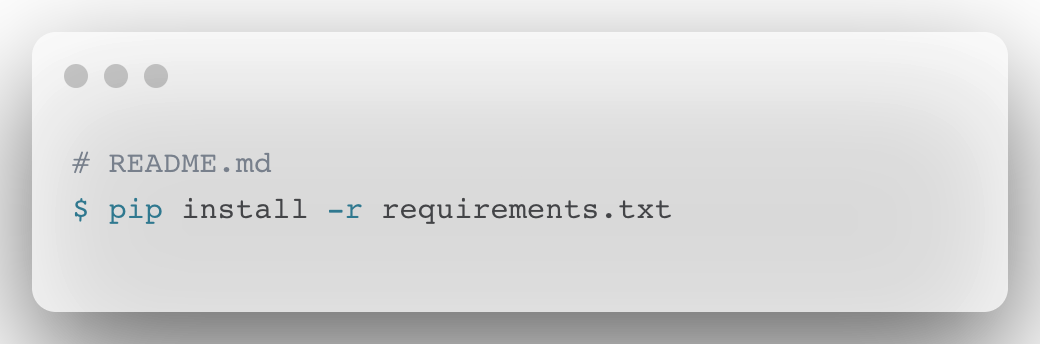 # README.md
$ pip install -r requirements.txt